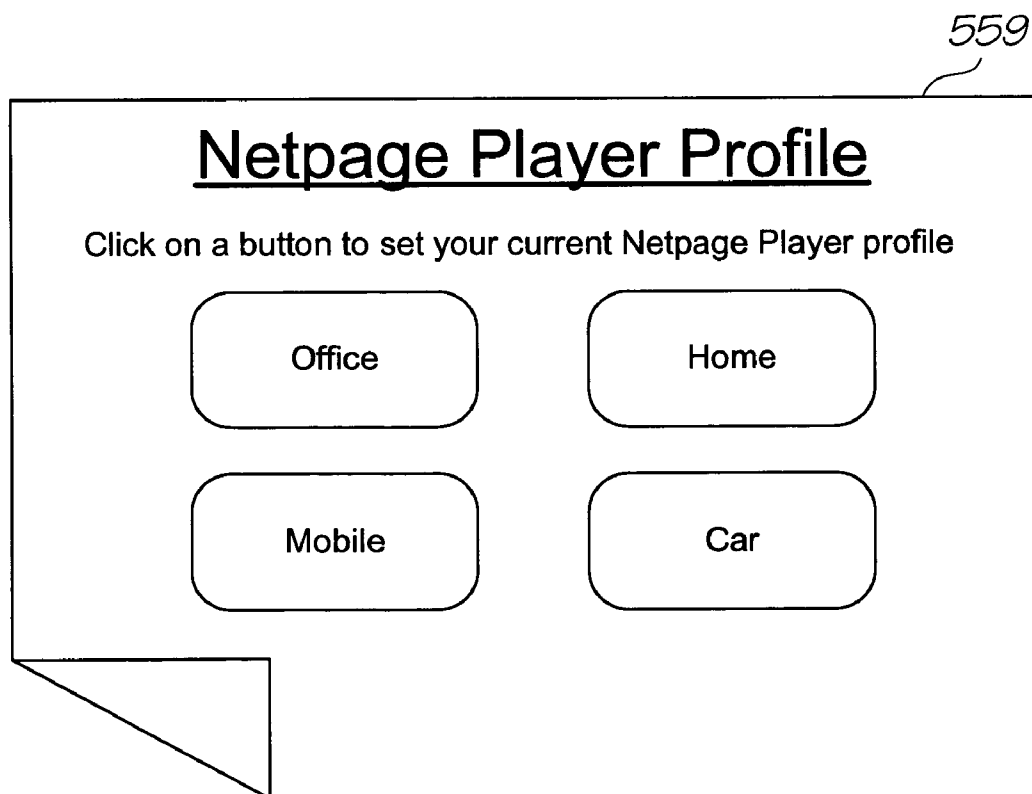 559
Netpage Player Profile
Click on a button to set your current Netpage Player profile
Office Home
Mobile Car